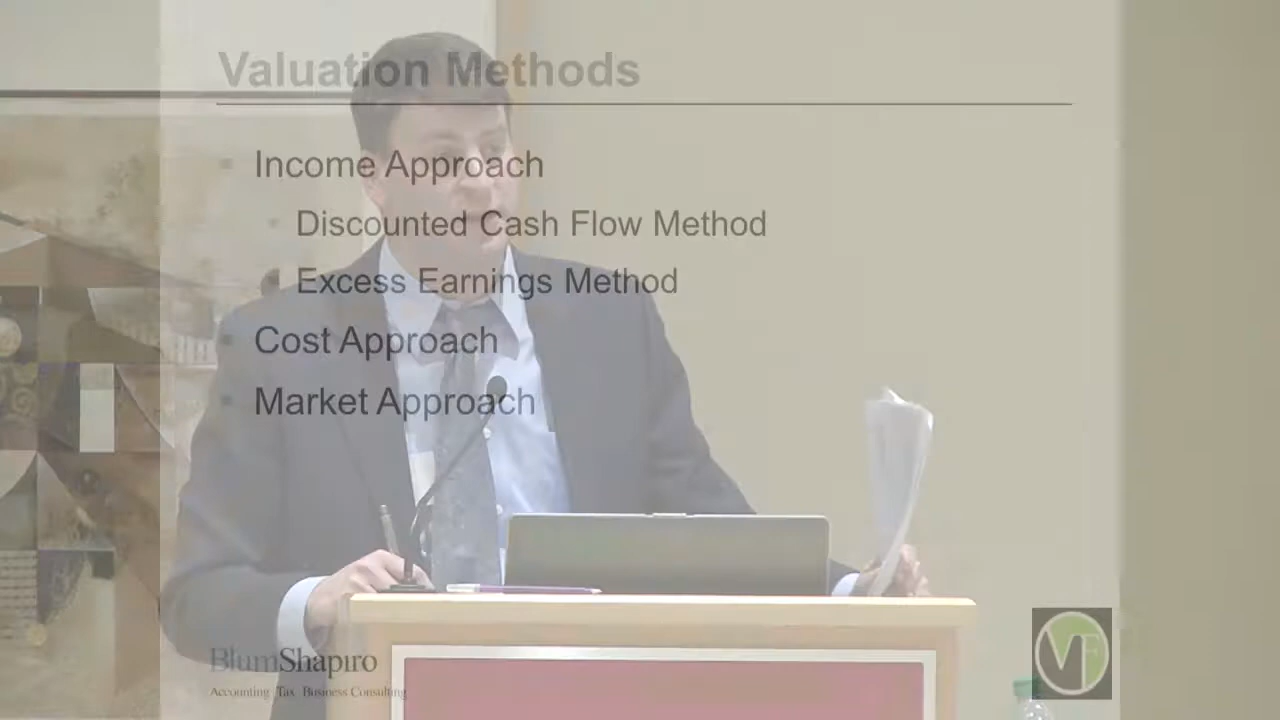 Valuation Methods
Income Approach
Discounted Cash Flow Method
Excess Earnings Method
Cost Approach
Market Approach
BlumShapiro
Accounting Tax Business Consulting
VF